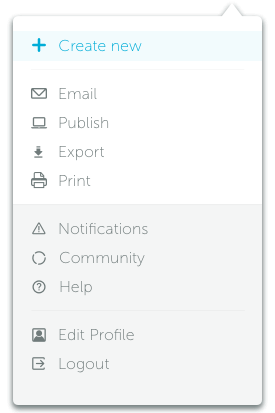 Create new
Email
Publish
Export
Print
Notifications
Community
Help
Edit Profile
Logout